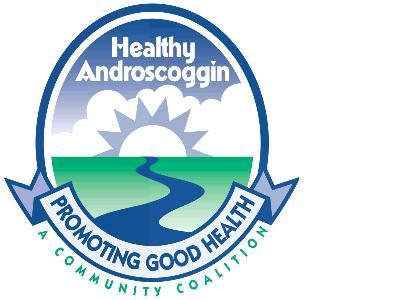 Healthy
Androscoggin
PROMOTING GOOD HEALTH
A COMMUNITY COALITION